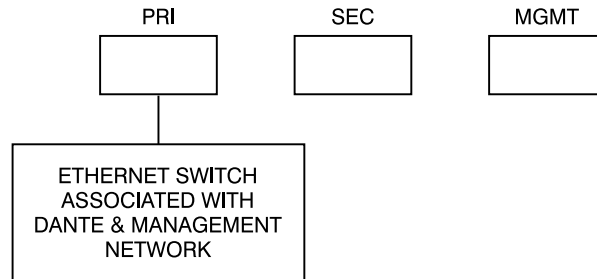 PRI
SEC
MGMT
ETHERNET SWITCH
ASSOCIATED WITH
DANTE & MANAGEMENT
NETWORK